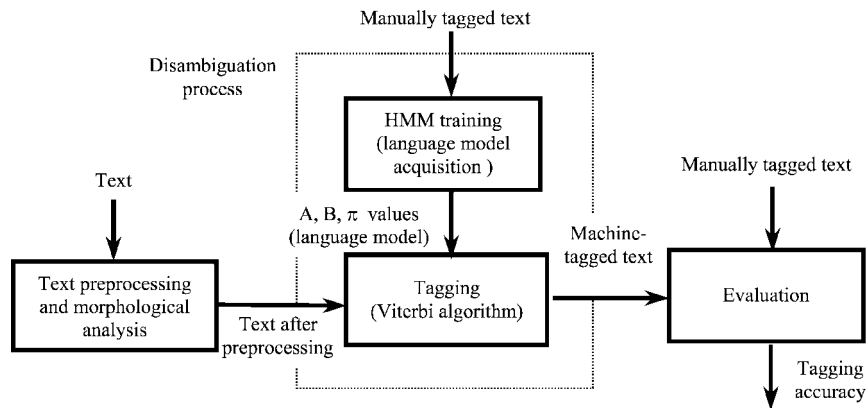 Manually tagged text
Disambiguation
process
HMM training
(language model
acquisition )
Manually tagged text
Text
A, B, π values
(language model)
Machine-
tagged text
Text preprocessing
and morphological
analysis
Text after
preprocessing
Tagging
(Viterbi algorithm)
Evaluation
Tagging
accuracy